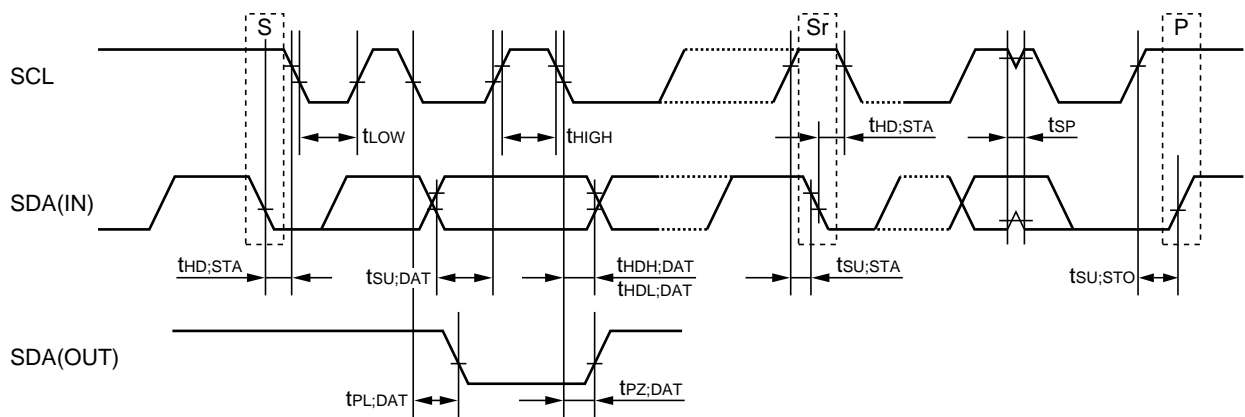 S
Sr
P
SCL
tLOW
tHIGH
tHD;STA
tSP
SDA(IN)
tHD;STA
tSU;DAT
tHDH;DAT
tHDL;DAT
tSU;STA
tSU;STO
SDA(OUT)
tPL;DAT
tPZ;DAT